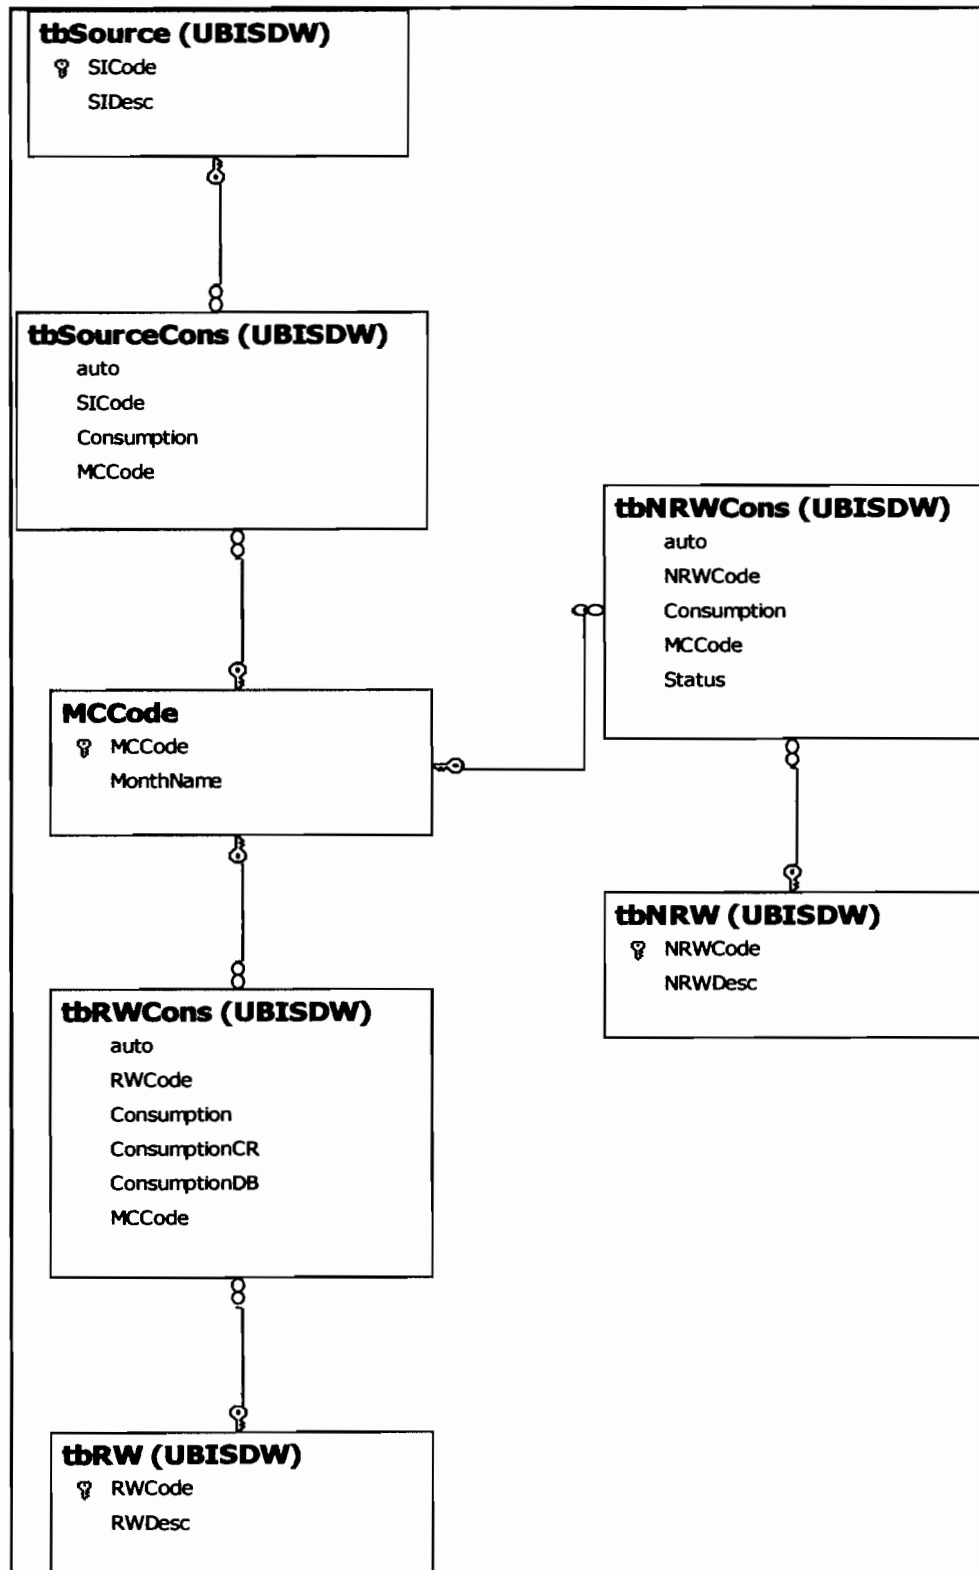 tbSource (UBISDW)
SICode
SIDesc
tbSourceCons (UBISDW)
auto
SICode
Consumption
MCCode
tbNRWCons (UBISDW)
auto
NRWCode
Consumption
MCCode
Status
MCCode
MCCode
MonthName
tbNRW (UBISDW)
NRWCode
NRWDesc
tbRWCons (UBISDW)
auto
RWCode
Consumption
ConsumptionCR
ConsumptionDB
MCCode
tbRW (UBISDW)
RWCode
RWDesc